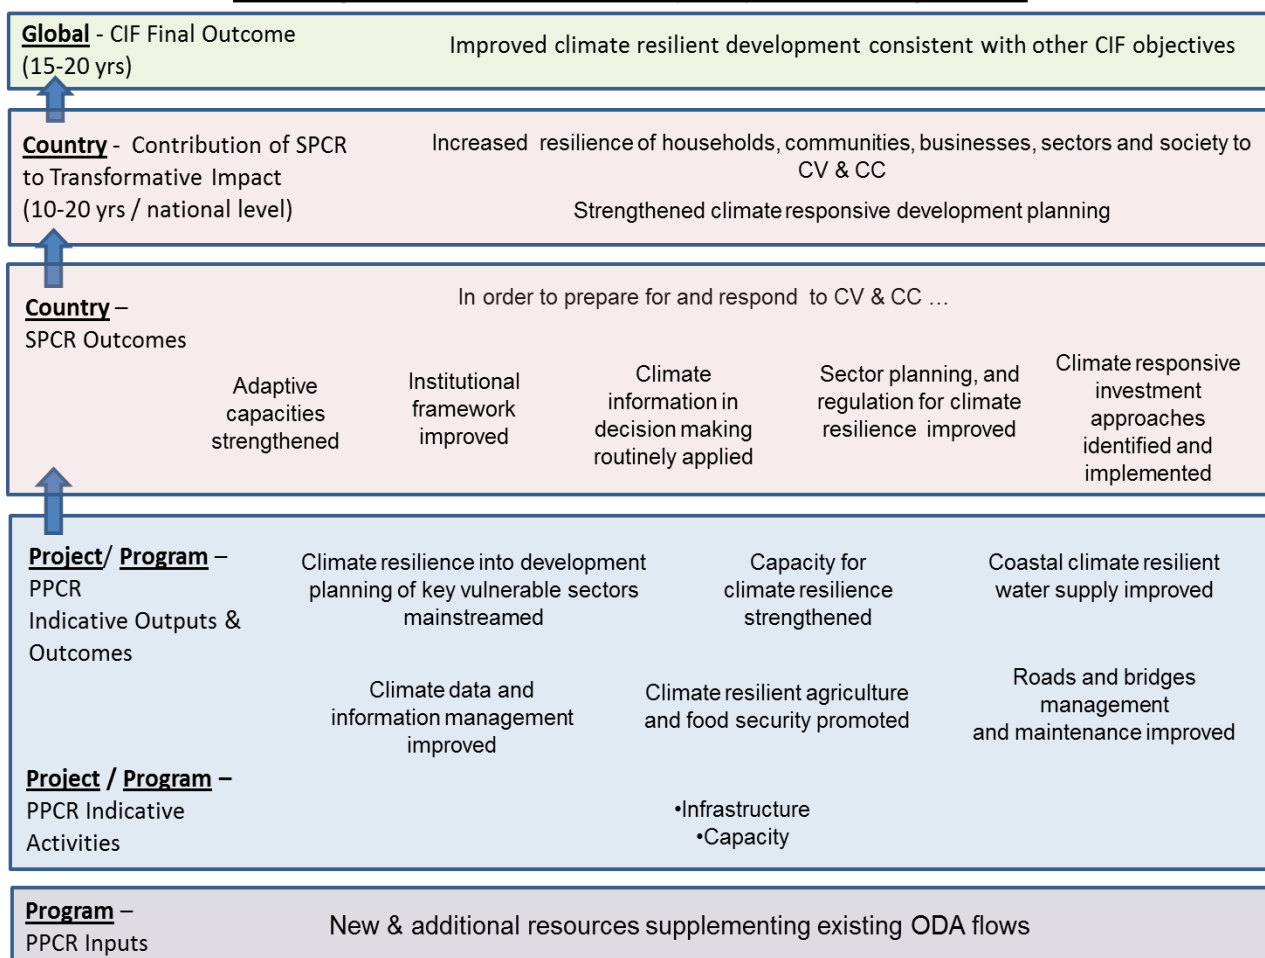 Global - CIF Final Outcome
(15-20 yrs)
Improved climate resilient development consistent with other CIF objectives
Country - Contribution of SPCR
to Transformative Impact
(10-20 yrs / national level)
Increased resilience of households, communities, businesses, sectors and society to
CV & CC
Strengthened climate responsive development planning
Country –
SPCR Outcomes
In order to prepare for and respond to CV & CC …
Adaptive
capacities
strengthened
Institutional
framework
improved
Climate
information in
decision making
routinely applied
Sector planning, and
regulation for climate
resilience improved
Climate responsive
investment
approaches
identified and
implemented
Project/ Program –
PPCR
Indicative Outputs &
Outcomes
Climate resilience into development
planning of key vulnerable sectors
mainstreamed
Capacity for
climate resilience
strengthened
Coastal climate resilient
water supply improved
Climate data and
information management
improved
Climate resilient agriculture
and food security promoted
Roads and bridges
management
and maintenance improved
Project / Program –
PPCR Indicative
Activities
•Infrastructure
•Capacity
Program –
PPCR Inputs
New & additional resources supplementing existing ODA flows